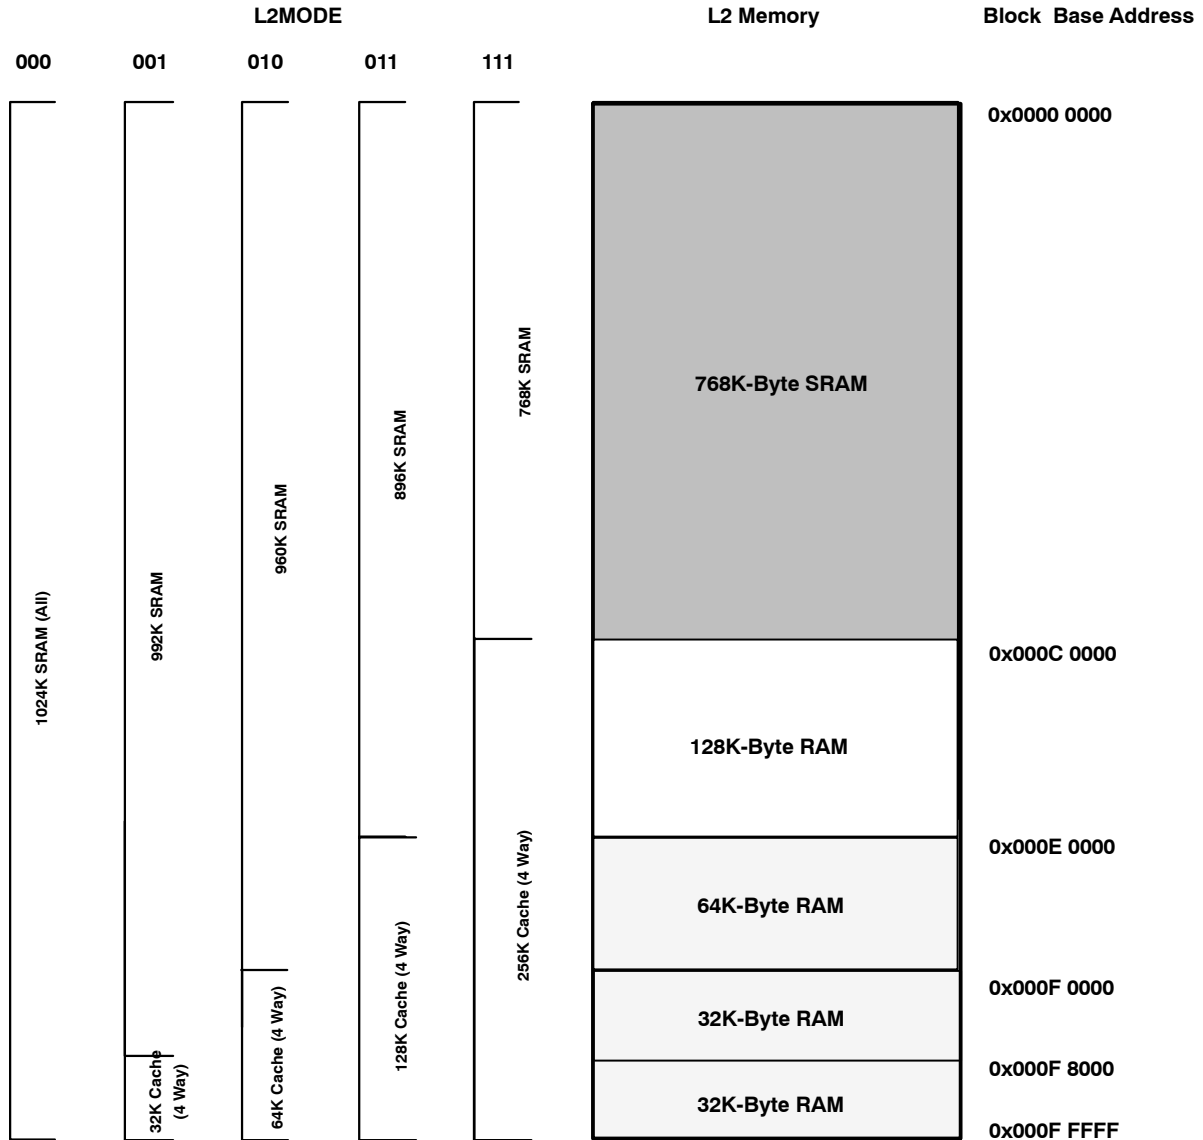 L2MODE
L2 Memory
Block Base Address
000
001
010
011
111
0x0000 0000
768K SRAM
768K-Byte SRAM
896K SRAM
960K SRAM
992K SRAM
1024K SRAM (All)
0x000C 0000
128K-Byte RAM
0x000E 0000
256K Cache (4 Way)
64K-Byte RAM
128K Cache (4 Way)
0x000F 0000
64K Cache (4 Way)
32K-Byte RAM
32K Cache
(4 Way)
0x000F 8000
32K-Byte RAM
0x000F FFFF